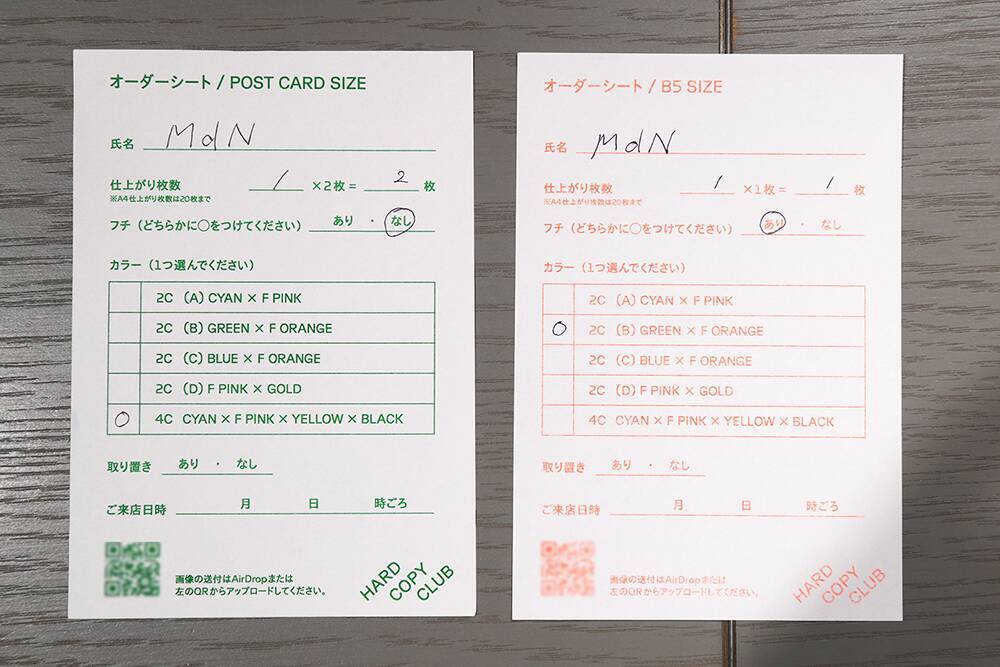 オーダーシート / POST CARD SIZE
氏名 MdN
仕上がり枚数 1 ×2枚= 2 枚
※A4仕上がり枚数は20枚まで
フチ（どちらかに○をつけてください） あり ・ なし
カラー（1つ選んでください）
2C (A) CYAN × F PINK
2C (B) GREEN × F ORANGE
2C (C) BLUE × F ORANGE
2C (D) F PINK × GOLD
4C CYAN × F PINK × YELLOW × BLACK
取り置き あり ・ なし
ご来店日時 月 日 時ごろ
画像の送付はAirDropまたは
左のQRからアップロードしてください。
HARD
COPY
CLUB
オーダーシート / B5 SIZE
氏名 MdN
仕上がり枚数 1 ×1枚= 1 枚
※A4仕上がり枚数は20枚まで
フチ（どちらかに○をつけてください） あり ・ なし
カラー（1つ選んでください）
2C (A) CYAN × F PINK
2C (B) GREEN × F ORANGE
2C (C) BLUE × F ORANGE
2C (D) F PINK × GOLD
4C CYAN × F PINK × YELLOW × BLACK
取り置き あり ・ なし
ご来店日時 月 日 時ごろ
画像の送付はAirDropまたは
左のQRからアップロードしてください。
HARD
COPY
CLUB